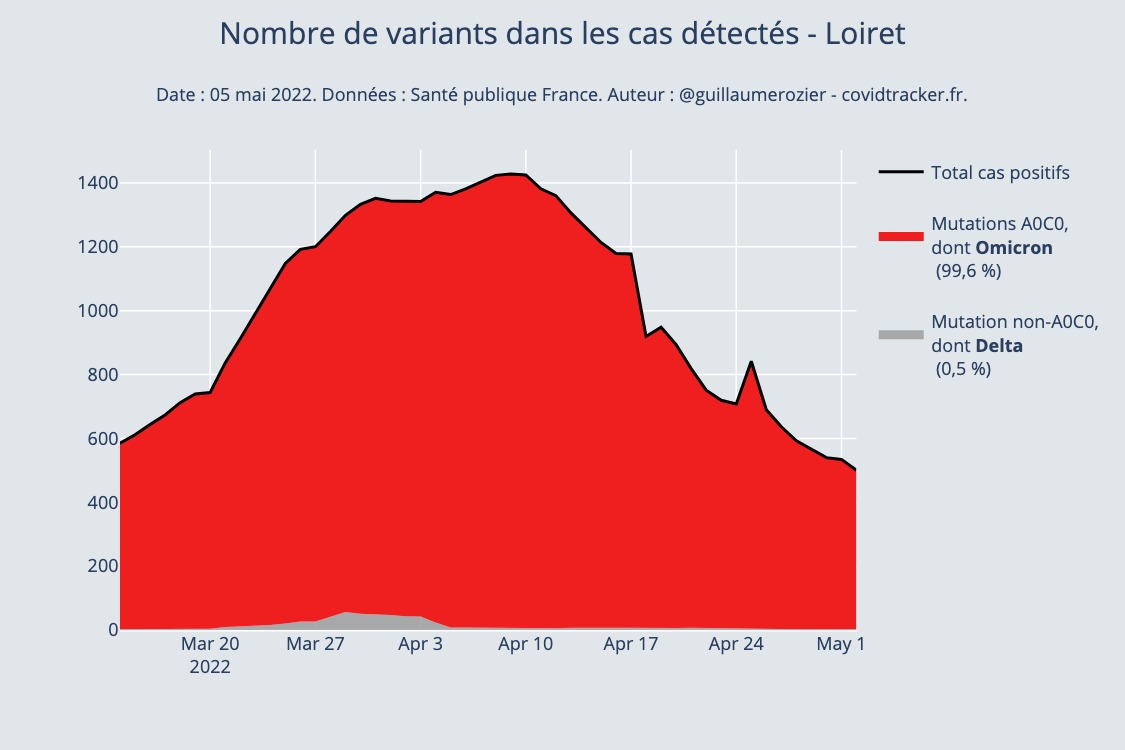 Nombre de variants dans les cas détectés - Loiret
Date : 05 mai 2022. Données : Santé publique France. Auteur : @guillaumerozier - covidtracker.fr.
1400
1200
1000
800
600
400
200
0
Mar 20
2022
Mar 27
Apr 3
Apr 10
Apr 17
Apr 24
May 1
Total cas positifs
Mutations A0C0,
dont Omicron
(99,6 %)
Mutation non-A0C0,
dont Delta
(0,5 %)